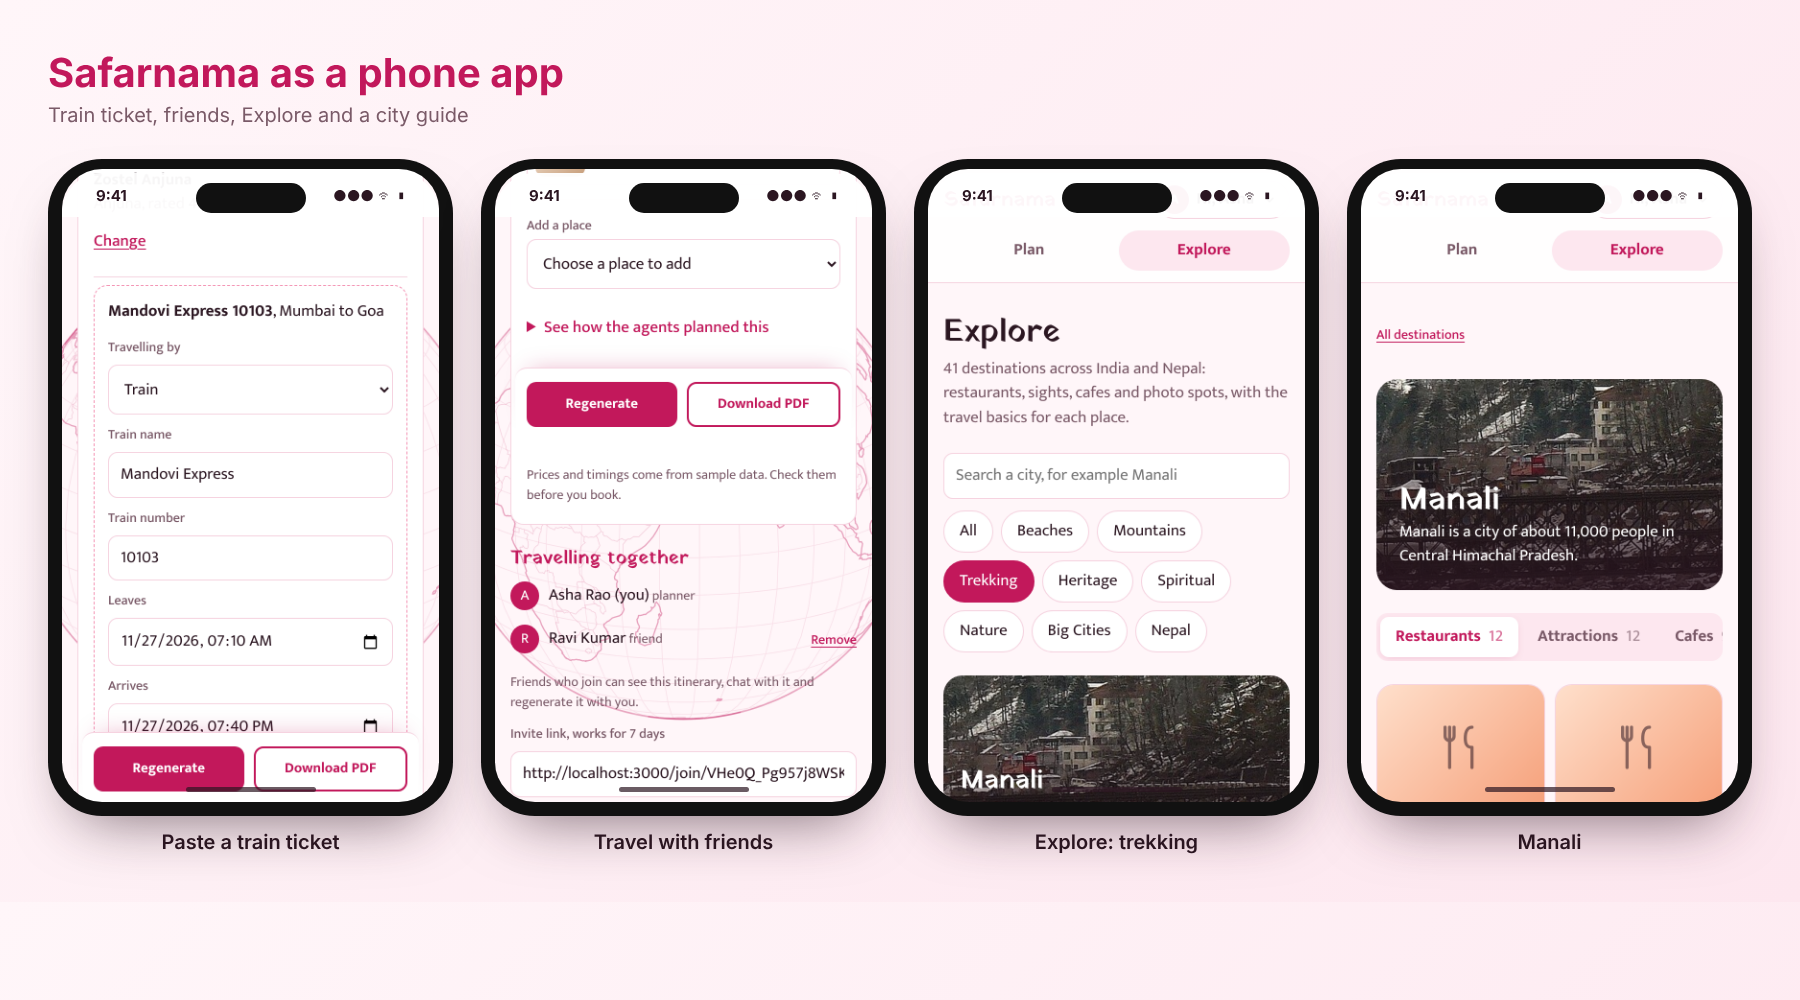 Safarnama as a phone app
Train ticket, friends, Explore and a city guide
Zostel Anjuna
9:41
Change
Mandovi Express 10103, Mumbai to Goa
Travelling by
Train
Train name
Mandovi Express
Train number
10103
Leaves
11/27/2026, 07:10 AM
Arrives
11/27/2026, 07:40 PM
Regenerate
Download PDF
Paste a train ticket
9:41
Add a place
Choose a place to add
See how the agents planned this
Regenerate
Download PDF
Prices and timings come from sample data. Check them
before you book.
Travelling together
A
Asha Rao (you) planner
R
Ravi Kumar friend
Remove
Friends who join can see this itinerary, chat with it and
regenerate it with you.
Invite link, works for 7 days
http://localhost:3000/join/VHe0Q_Pg957j8WSK
Travel with friends
9:41
Plan
Explore
Explore
41 destinations across India and Nepal:
restaurants, sights, cafes and photo spots, with the
travel basics for each place.
Search a city, for example Manali
All
Beaches
Mountains
Trekking
Heritage
Spiritual
Nature
Big Cities
Nepal
Manali
Explore: trekking
9:41
Plan
Explore
All destinations
Manali
Manali is a city of about 11,000 people in
Central Himachal Pradesh.
Restaurants 12
Attractions 12
Cafes
Manali